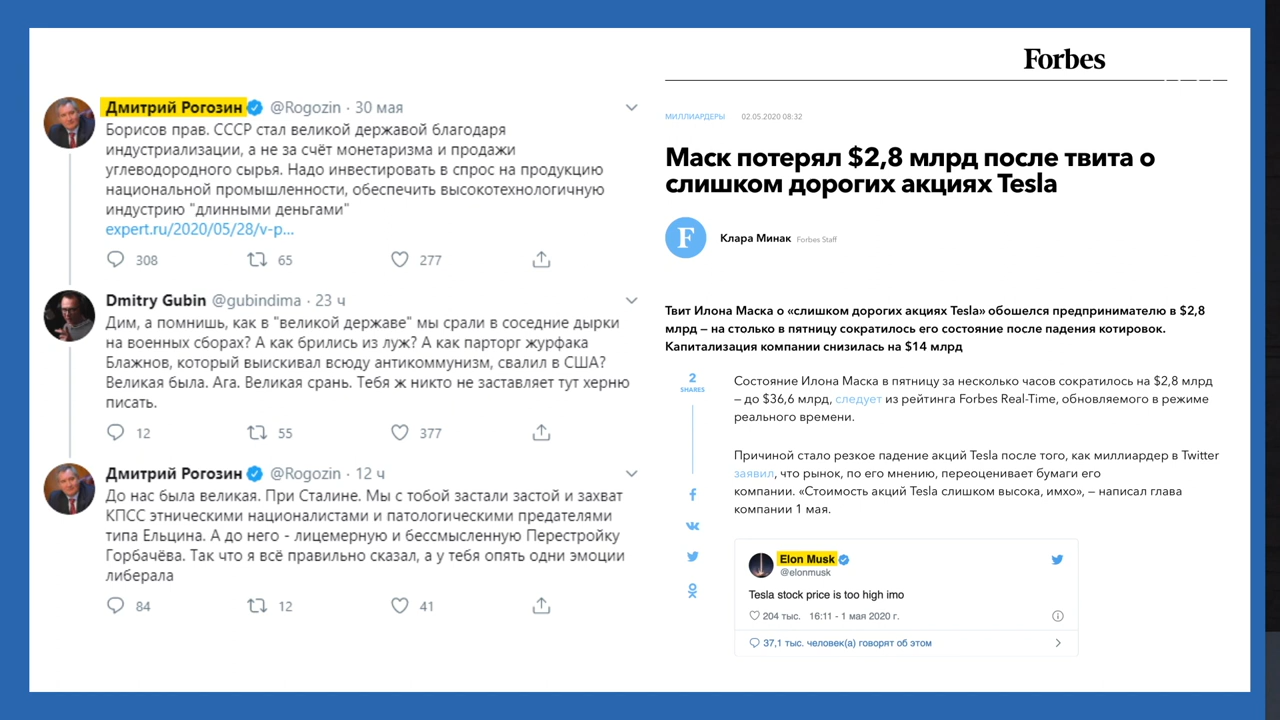 Дмитрий Рогозин @Rogozin · 30 мая
Борисов прав. СССР стал великой державой благодаря
индустриализации, а не за счёт монетаризма и продажи
углеводородного сырья. Надо инвестировать в спрос на продукцию
национальной промышленности, обеспечить высокотехнологичную
индустрию "длинными деньгами"
expert.ru/2020/05/28/v-p...
308 65 277
Dmitry Gubin @gubindima · 23 ч
Дим, а помнишь, как в "великой державе" мы срали в соседние дырки
на военных сборах? А как брились из луж? А как парторг журфака
Блажнов, который выискивал всюду антикоммунизм, свалил в США?
Великая была. Ага. Великая срань. Тебя ж никто не заставляет тут херню
писать.
12 55 377
Дмитрий Рогозин @Rogozin · 12 ч
До нас была великая. При Сталине. Мы с тобой застали застой и захват
КПСС этническими националистами и патологическими предателями
типа Ельцина. А до него - лицемерную и бессмысленную Перестройку
Горбачёва. Так что я всё правильно сказал, а у тебя опять одни эмоции
либерала
84 12 41
Forbes
МИЛЛИАРДЕРЫ 02.05.2020 08:32
Маск потерял $2,8 млрд после твита о
слишком дорогих акциях Tesla
F
Клара Минак Forbes Staff
Твит Илона Маска о «слишком дорогих акциях Tesla» обошелся предпринимателю в $2,8
млрд — на столько в пятницу сократилось его состояние после падения котировок.
Капитализация компании снизилась на $14 млрд
2
SHARES
Состояние Илона Маска в пятницу за несколько часов сократилось на $2,8 млрд
— до $36,6 млрд, следует из рейтинга Forbes Real-Time, обновляемого в режиме
реального времени.
Причиной стало резкое падение акций Tesla после того, как миллиардер в Twitter
заявил, что рынок, по его мнению, переоценивает бумаги его
компании. «Стоимость акций Tesla слишком высока, имхо», — написал глава
компании 1 мая.
Elon Musk
@elonmusk
Tesla stock price is too high imo
204 тыс. 16:11 - 1 мая 2020 г.
37,1 тыс. человек(а) говорят об этом